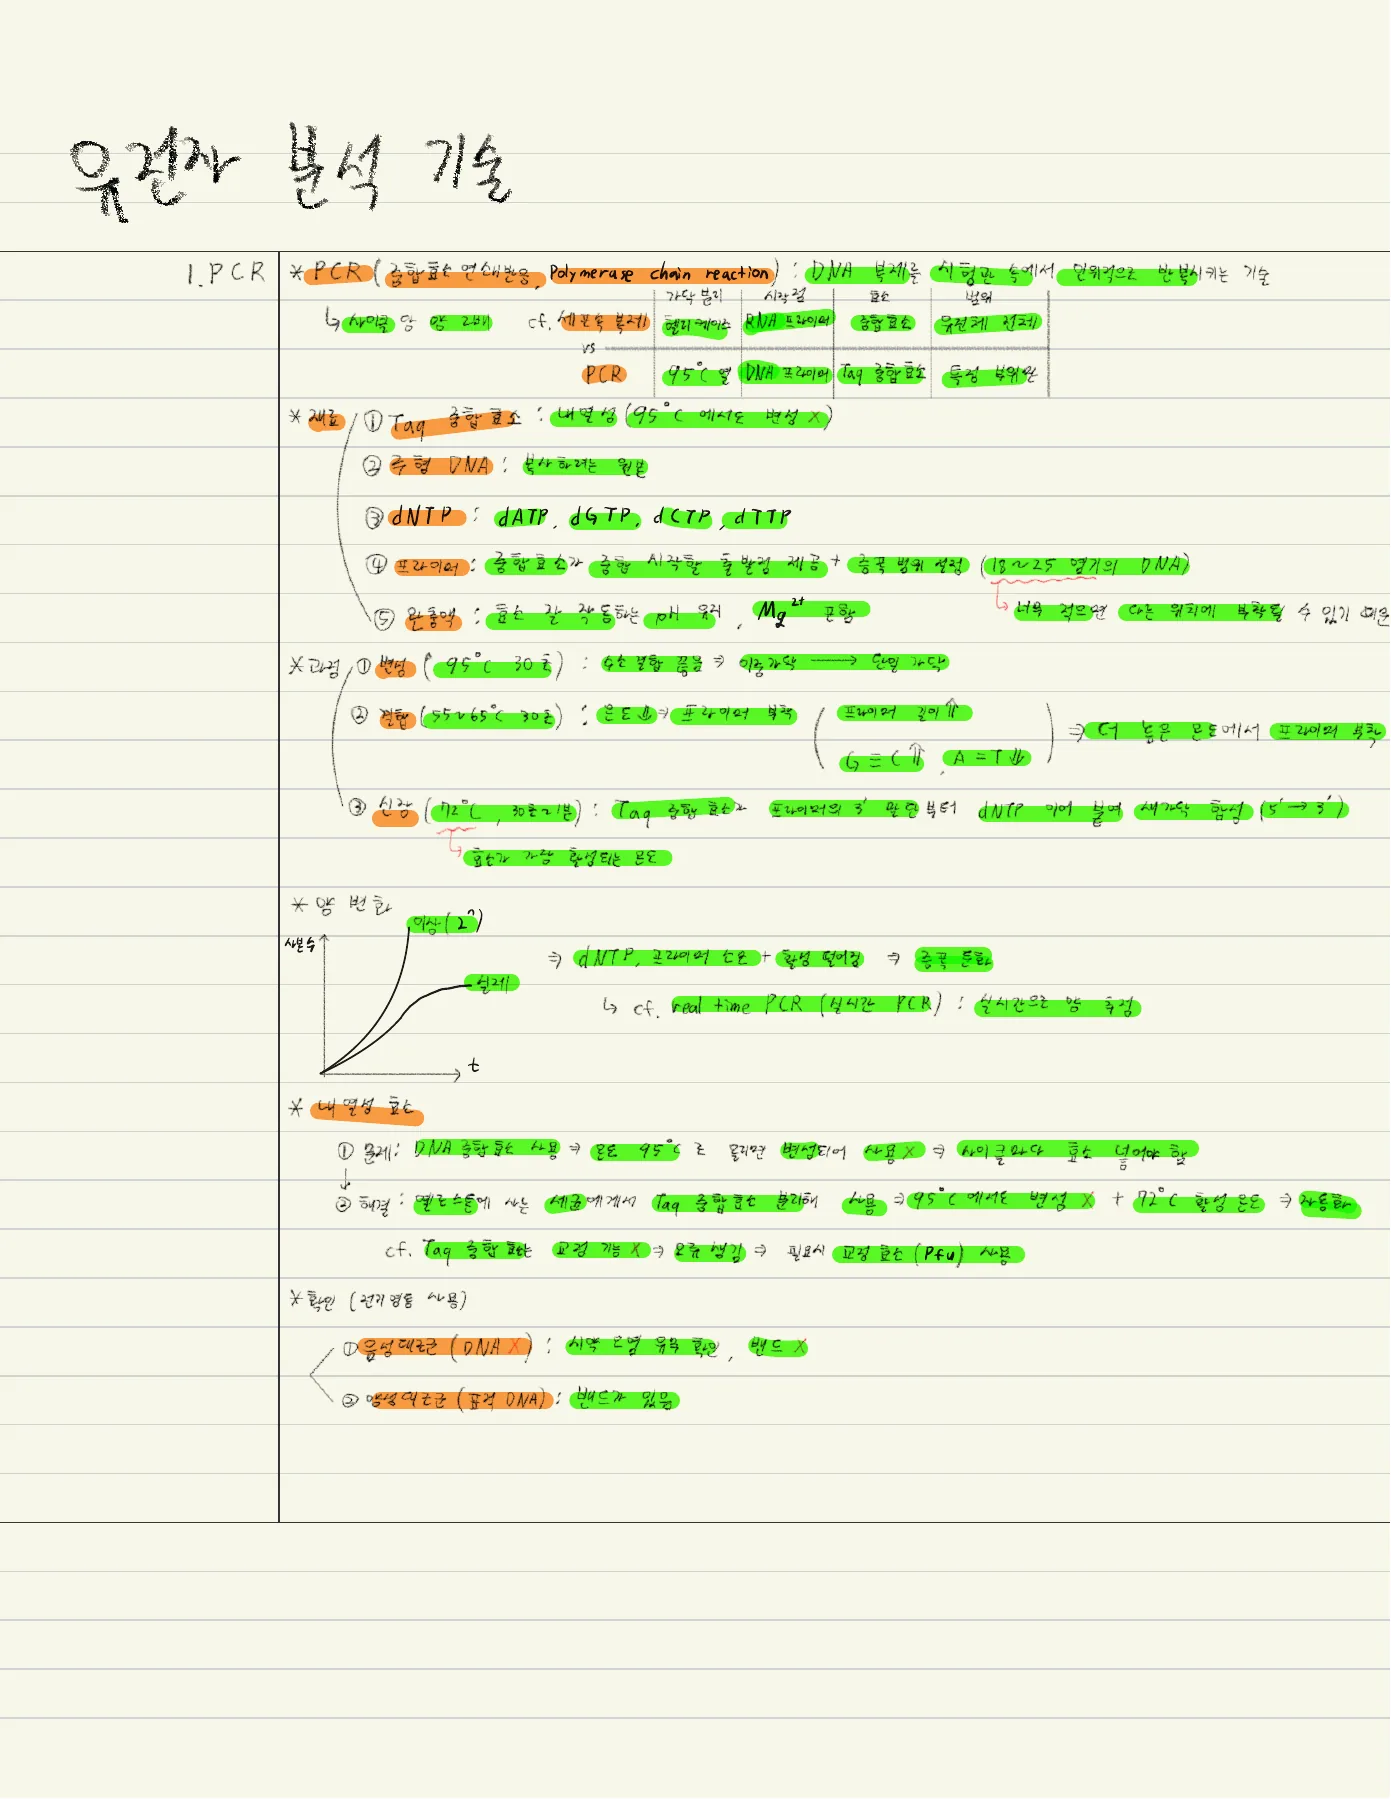 유전자 분석 기술
1. PCR
* PCR (중합효소 연쇄반응, Polymerase chain reaction) : DNA 복제를 시험관 속에서 인위적으로 반복시키는 기술
가닥 분리 시작점 효소 범위
↳ 사이클 당 양 2배 cf. 세포속 복제 헬리케이스 RNA 프라이머 중합효소 유전체 전체
vs
PCR 95°C 열 DNA 프라이머 Taq 중합효소 특정 부위만
* 재료 ① Taq 중합효소 : 내열성 (95°C 에서도 변성 X)
② 주형 DNA : 복사하려는 원본
③ dNTP : dATP, dGTP, dCTP, dTTP
④ 프라이머 : 중합효소가 중합 시작할 출발점 제공 + 증폭 범위 설정 (18~25 염기의 DNA)
⑤ 완충액 : 효소 잘 작동하는 pH 유지, Mg²⁺ 포함 ↳ 너무 적으면 다른 위치에 부착될 수 있기 때문
* 과정 ① 변성 (95°C 30초) : 수소결합 끊음 ⇒ 이중가닥 → 단일 가닥
② 결합 (55~65°C 30초) : 온도⇓ ⇒ 프라이머 부착 ( 프라이머 길이⇑
G≡C⇑, A=T⇓ ) ⇒ 더 높은 온도에서 프라이머 부착
③ 신장 (72°C, 30초~1분) : Taq 중합효소가 프라이머의 3' 말단부터 dNTP 이어 붙여 새가닥 합성 (5'→3')
↳ 효소가 가장 활성되는 온도
* 양 변화
이상 (2ⁿ)
사본수
⇒ dNTP, 프라이머 소모 + 활성 떨어짐 ⇒ 증폭 둔화
실제
↳ cf. real time PCR (실시간 PCR) : 실시간으로 양 측정
t
* 내열성 효소
① 문제 : DNA 중합효소 사용 ⇒ 온도 95°C 로 올리면 변성되어 사용 X ⇒ 사이클마다 효소 넣어야 함
② 해결 : 옐로스톤에 사는 세균에게서 Taq 중합효소 분리해 사용 ⇒ 95°C에서도 변성 X + 72°C 활성 온도 ⇒ 자동화
cf. Taq 중합 효소는 교정 기능 X ⇒ 오류 생김 ⇒ 필요시 교정 효소 (Pfu) 사용
* 확인 (전기영동 사용)
① 음성대조군 (DNA X) : 시약 오염 유무 확인, 밴드 X
② 양성대조군 (표적 DNA) : 밴드가 있음